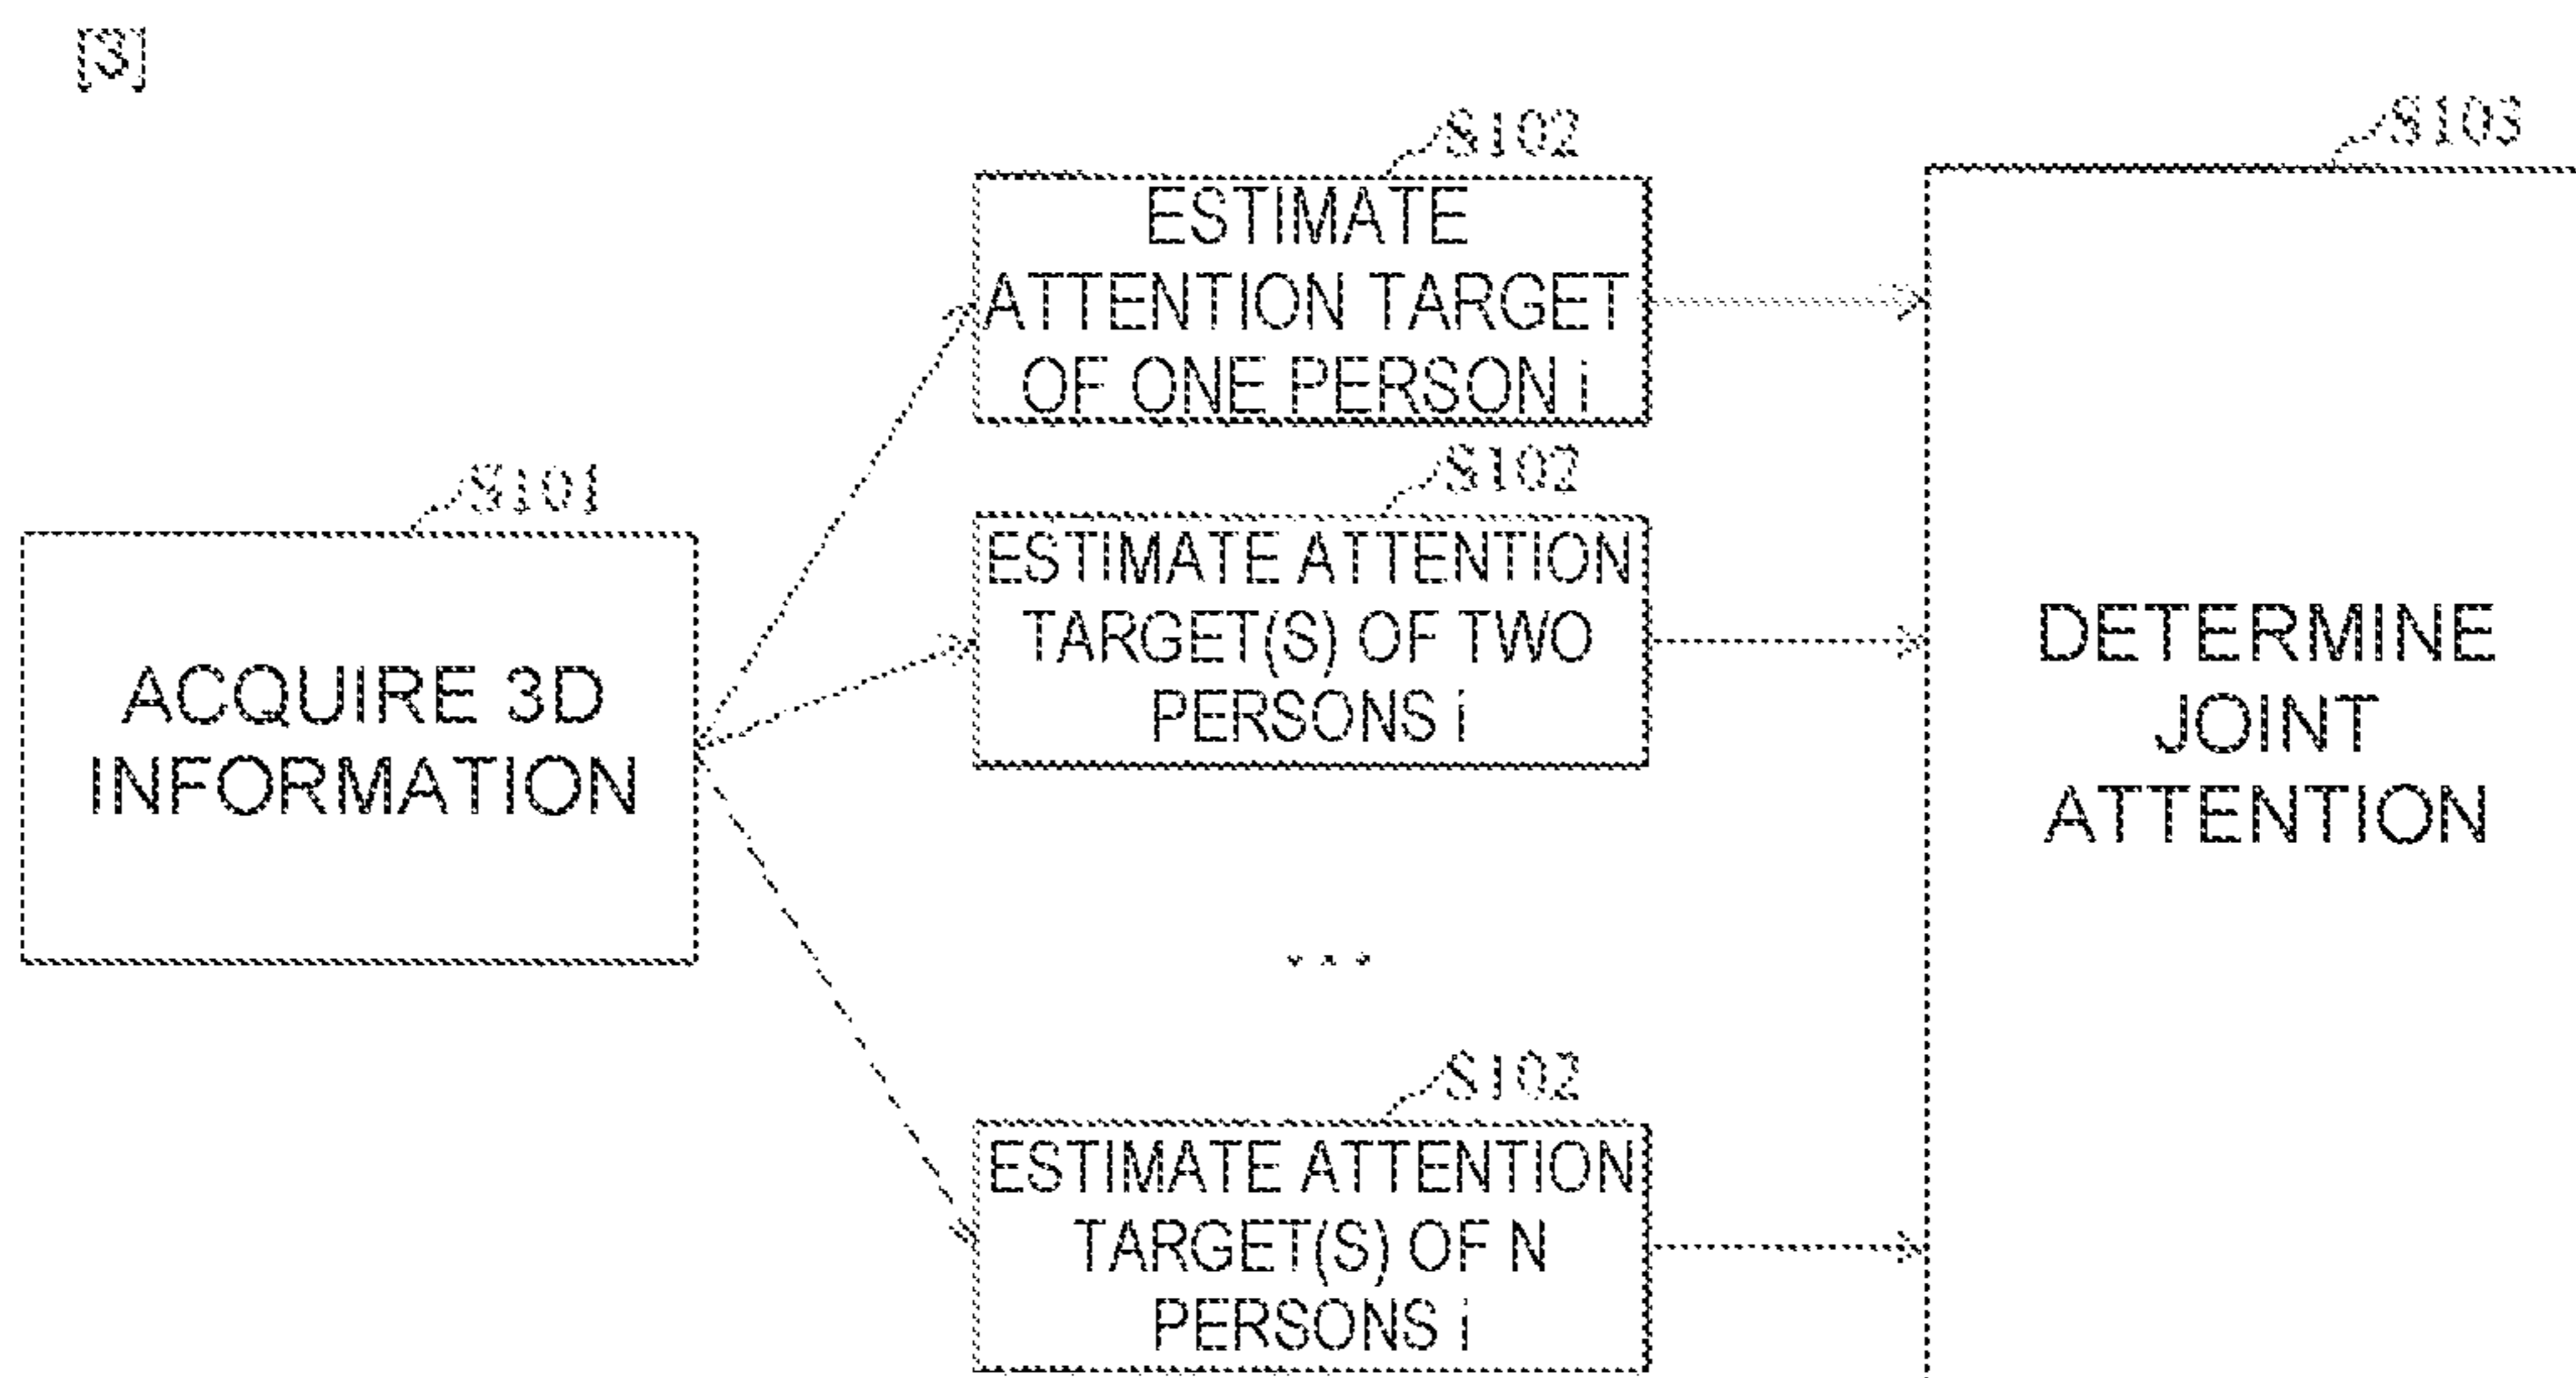 [3]
S102
ESTIMATE
ATTENTION TARGET
OF ONE PERSON i
S103
S101
ACQUIRE 3D
INFORMATION
S102
ESTIMATE ATTENTION
TARGET(S) OF TWO
PERSONS i
...
S102
ESTIMATE ATTENTION
TARGET(S) OF N
PERSONS i
DETERMINE
JOINT
ATTENTION